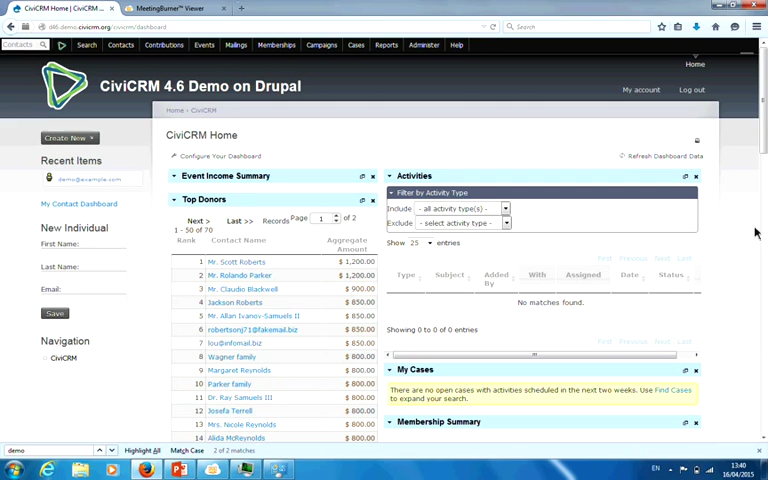 CiviCRM Home | CiviCRM ...
MeetingBurner™ Viewer
d46.demo.civicrm.org/civicrm/dashboard
Search
Contacts
Search Contacts Contributions Events Mailings Memberships Campaigns Cases Reports Administer Help
Home
CiviCRM 4.6 Demo on Drupal
My account Log out
Home » CiviCRM
Create New
Recent Items
demo@example.com
My Contact Dashboard
New Individual
First Name:
Last Name:
Email:
Save
Navigation
CiviCRM
CiviCRM Home
Configure Your Dashboard
Refresh Dashboard Data
Event Income Summary
Top Donors
Next > Last >> Records Page 1 of 2
1 - 50 of 70
Rank Contact Name Aggregate Amount
1 Mr. Scott Roberts $ 1,200.00
2 Mr. Rolando Parker $ 1,200.00
3 Mr. Claudio Blackwell $ 900.00
4 Jackson Roberts $ 850.00
5 Mr. Allan Ivanov-Samuels II $ 850.00
6 robertsonj71@fakemail.biz $ 850.00
7 lou@infomail.biz $ 850.00
8 Wagner family $ 800.00
9 Margaret Reynolds $ 800.00
10 Parker family $ 800.00
11 Dr. Ray Samuels III $ 800.00
12 Josefa Terrell $ 800.00
13 Mrs. Nicole Reynolds $ 800.00
14 Alida McReynolds $ 800.00
Activities
Filter by Activity Type
Include - all activity type(s) -
Exclude - select activity type -
Show 25 entries
First Previous Next Last
Type Subject Added By With Assigned Date Status
No matches found.
Showing 0 to 0 of 0 entries
First Previous Next Last
My Cases
There are no open cases with activities scheduled in the next two weeks. Use Find Cases
to expand your search.
Membership Summary
demo Highlight All Match Case 2 of 2 matches
EN 13:40
16/04/2015